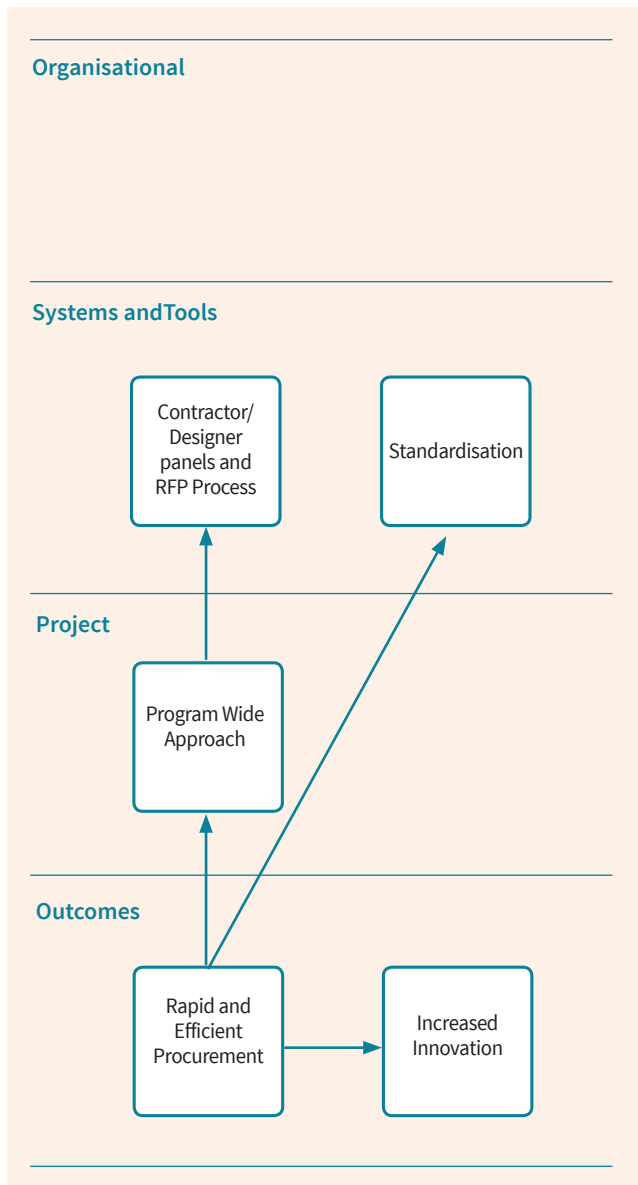 Organisational
Systems andTools
Contractor/
Designer
panels and
RFP Process
Standardisation
Project
Program Wide
Approach
Outcomes
Rapid and
Efficient
Procurement
Increased
Innovation